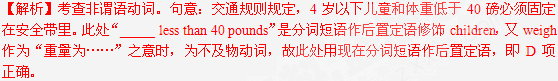 【解析】考查非谓语动词。句意：交通规则规定，4 岁以下儿童和体重低于 40 磅必须固定
在安全带里。此处“_____ less than 40 pounds”是分词短语作后置定语修饰 children，又 weigh
作为“重量为……”之意时，为不及物动词，故此处用现在分词短语作后置定语，即 D 项
正确。